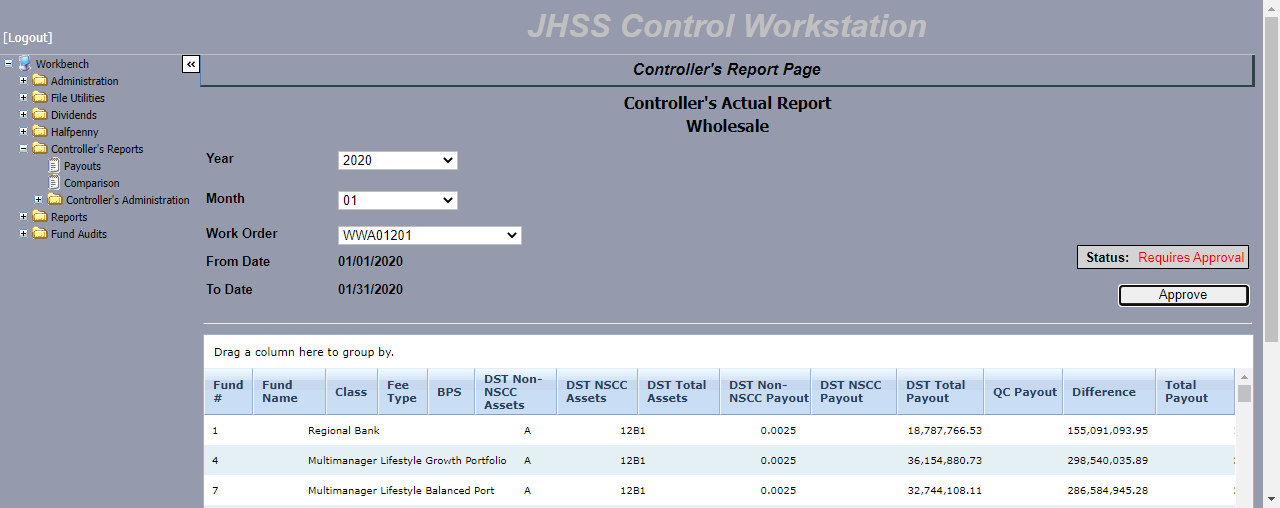 JHSS Control Workstation
[Logout]
Workbench
Administration
File Utilities
Dividends
Halfpenny
Controller's Reports
Payouts
Comparison
Controller's Administration
Reports
Fund Audits
Controller's Report Page
Controller's Actual Report
Wholesale
Year 2020
Month 01
Work Order WWA01201
From Date 01/01/2020
To Date 01/31/2020
Status: Requires Approval
Approve
Drag a column here to group by.
Fund # Fund Name Class Fee Type BPS DST Non-NSCC Assets DST NSCC Assets DST Total Assets DST Non-NSCC Payout DST NSCC Payout DST Total Payout QC Payout Difference Total Payout
1 Regional Bank A 12B1 0.0025 18,787,766.53 155,091,093.95
4 Multimanager Lifestyle Growth Portfolio A 12B1 0.0025 36,154,880.73 298,540,035.89
7 Multimanager Lifestyle Balanced Port A 12B1 0.0025 32,744,108.11 286,584,945.28